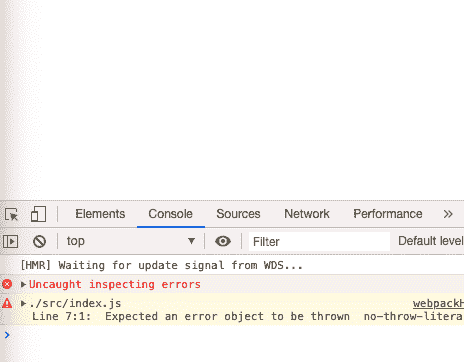 Elements Console Sources Network Performance »
top ▼ Filter Default level
[HMR] Waiting for update signal from WDS...
▶Uncaught inspecting errors
▶./src/index.js webpackH
Line 7:1: Expected an error object to be thrown no-throw-litera